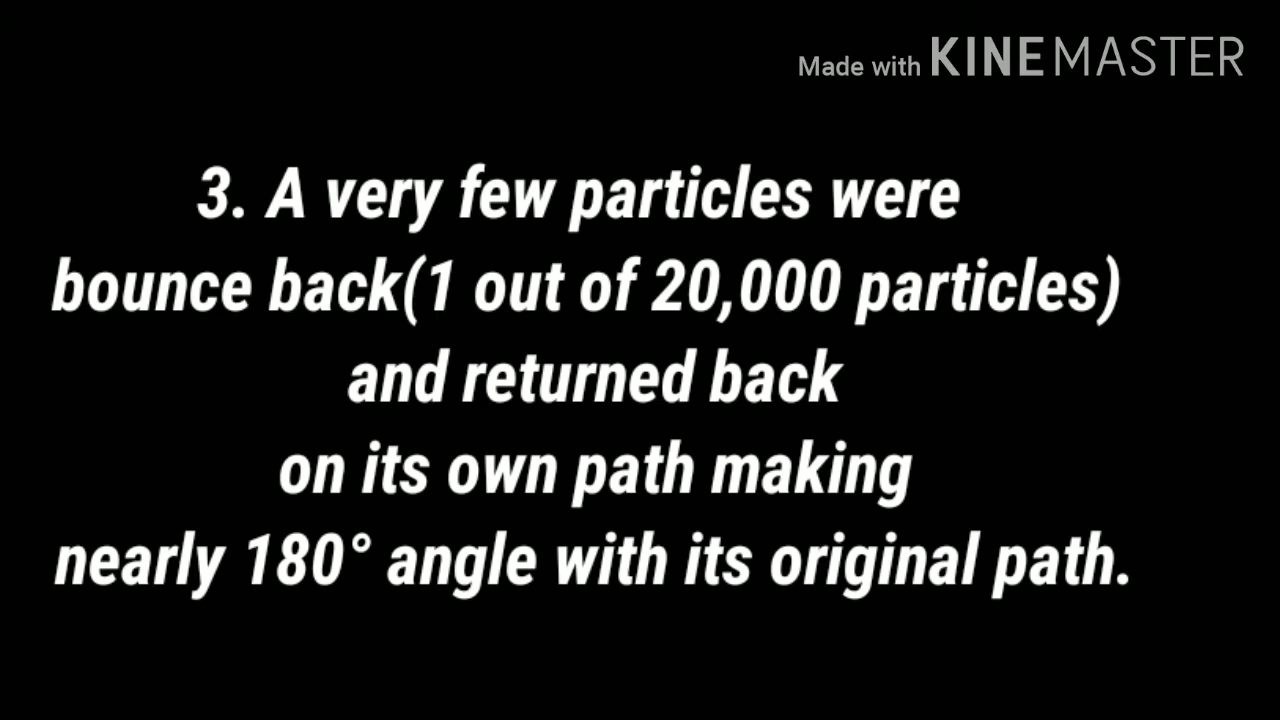 Made with KINEMASTER
3. A very few particles were
bounce back(1 out of 20,000 particles)
and returned back
on its own path making
nearly 180° angle with its original path.